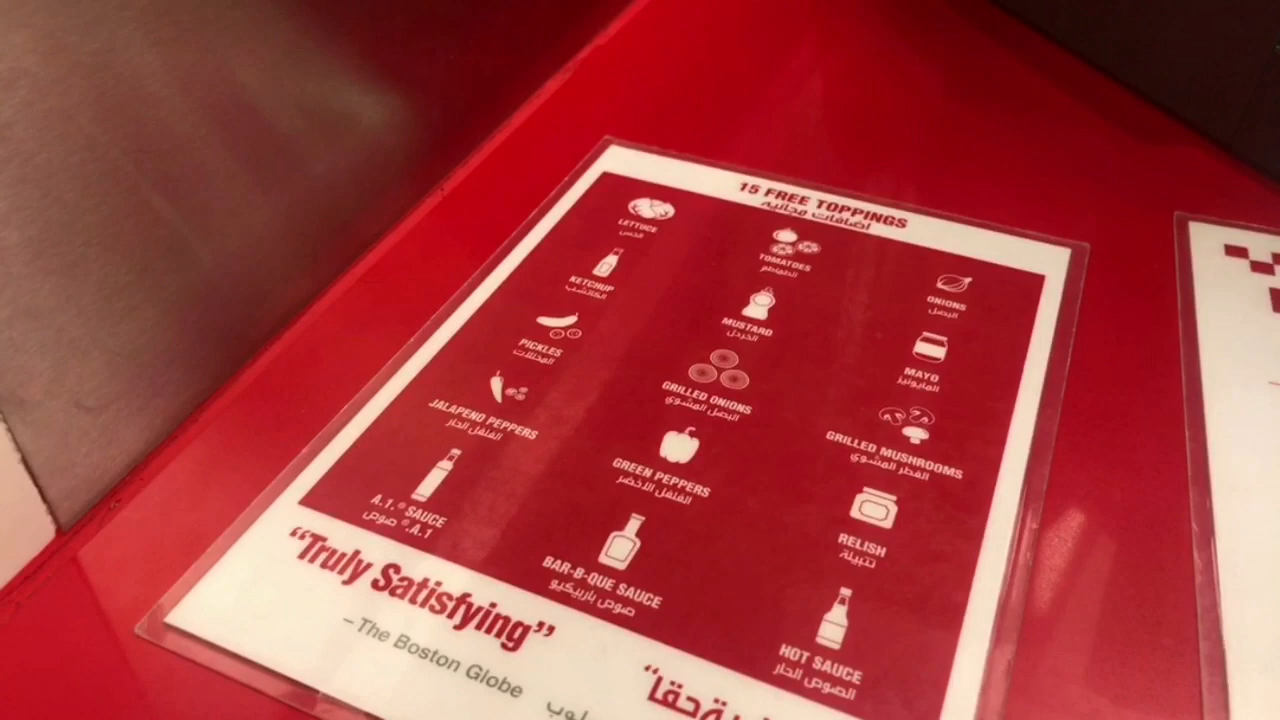 15 FREE TOPPINGS
اضافات مجانيه
LETTUCE
الخس
TOMATOES
الطماطم
ONIONS
البصل
KETCHUP
الكاتشب
MUSTARD
الخردل
MAYO
المايونيز
PICKLES
المخللات
GRILLED ONIONS
البصل المشوي
GRILLED MUSHROOMS
الفطر المشوي
JALAPENO PEPPERS
الفلفل الحار
GREEN PEPPERS
الفلفل الأخضر
RELISH
تتبيلة
A.1.® SAUCE
صوص ®.A.1
BAR-B-QUE SAUCE
صوص باربيكيو
HOT SAUCE
الصوص الحار
“Truly Satisfying”
– The Boston Globe